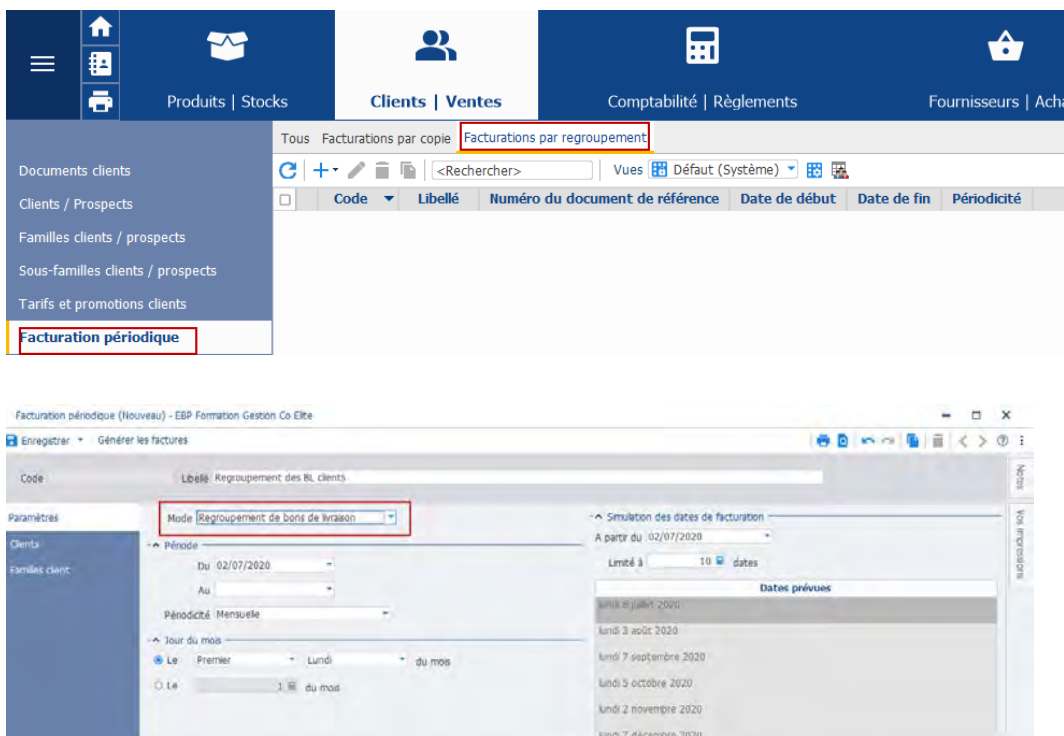 Produits | Stocks
Clients | Ventes
Comptabilité | Règlements
Fournisseurs | Acha
Tous Facturations par copie Facturations par regroupement
Documents clients
<Rechercher> Vues Défaut (Système)
Clients / Prospects
Code Libellé Numéro du document de référence Date de début Date de fin Périodicité
Familles clients / prospects
Sous-familles clients / prospects
Tarifs et promotions clients
Facturation périodique
Facturation périodique (Nouveau) - EBP Formation Gestion Co Elite
Enregistrer Générer les factures
Code Libellé Regroupement des BL clients
Notes
Paramètres
Mode Regroupement de bons de livraison
Simulation des dates de facturation
Vos impressions
Clients
Période
A partir du 02/07/2020
Familles client
Du 02/07/2020
Limité à 10 dates
Au
Dates prévues
Périodicité Mensuelle
lundi 6 juillet 2020
Jour du mois
lundi 3 août 2020
Le Premier Lundi du mois
lundi 7 septembre 2020
Le 1 du mois
lundi 5 octobre 2020
lundi 2 novembre 2020
lundi 7 décembre 2020